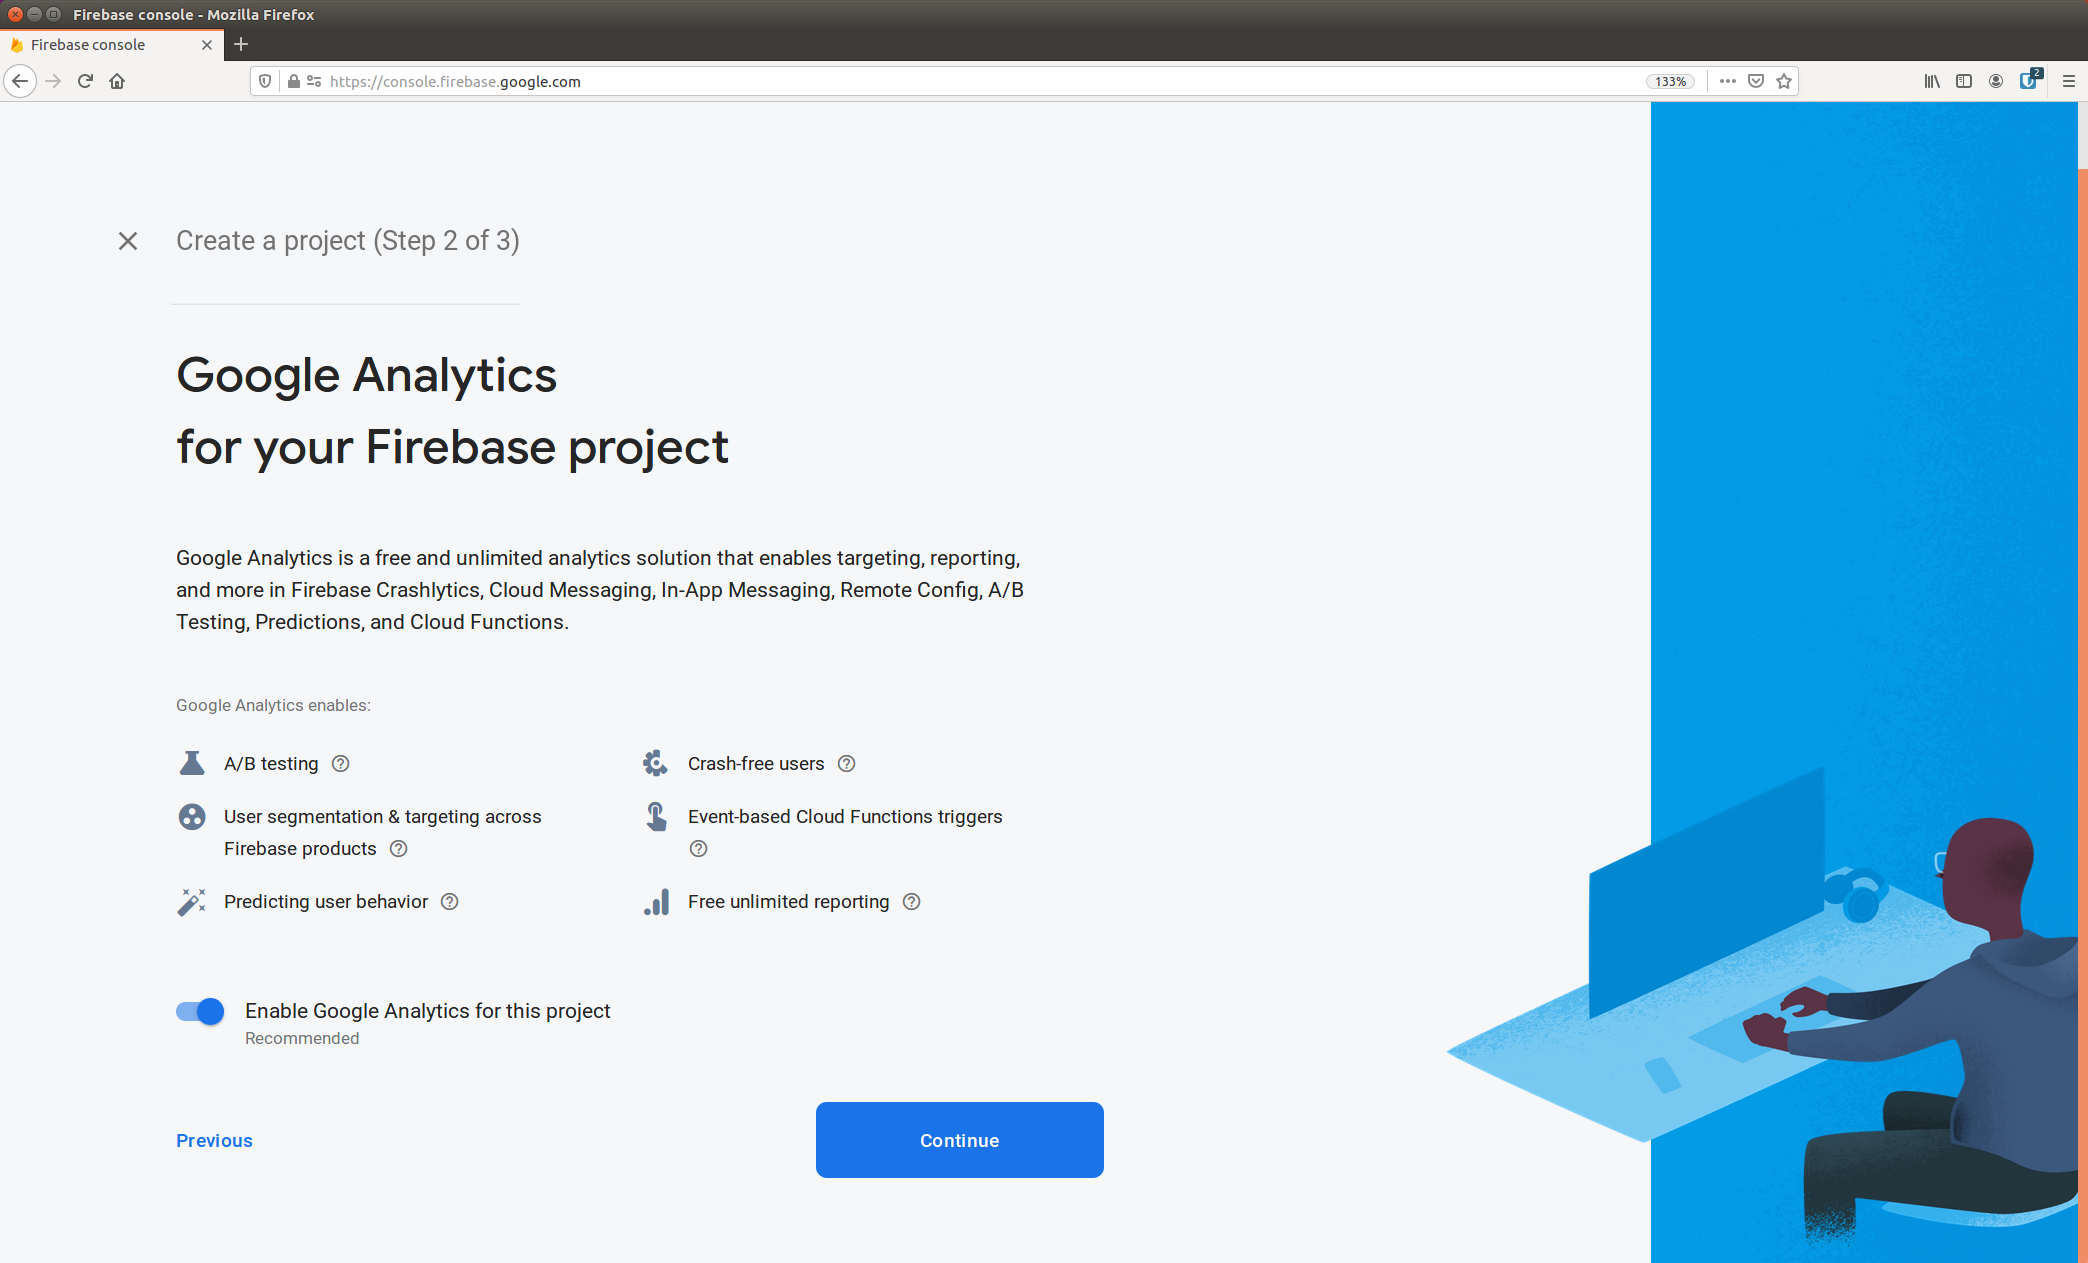 Firebase console - Mozilla Firefox
Firebase console
https://console.firebase.google.com
133%
2
Create a project (Step 2 of 3)
Google Analytics
for your Firebase project
Google Analytics is a free and unlimited analytics solution that enables targeting, reporting,
and more in Firebase Crashlytics, Cloud Messaging, In-App Messaging, Remote Config, A/B
Testing, Predictions, and Cloud Functions.
Google Analytics enables:
A/B testing
Crash-free users
User segmentation & targeting across
Firebase products
Event-based Cloud Functions triggers
Predicting user behavior
Free unlimited reporting
Enable Google Analytics for this project
Recommended
Previous
Continue